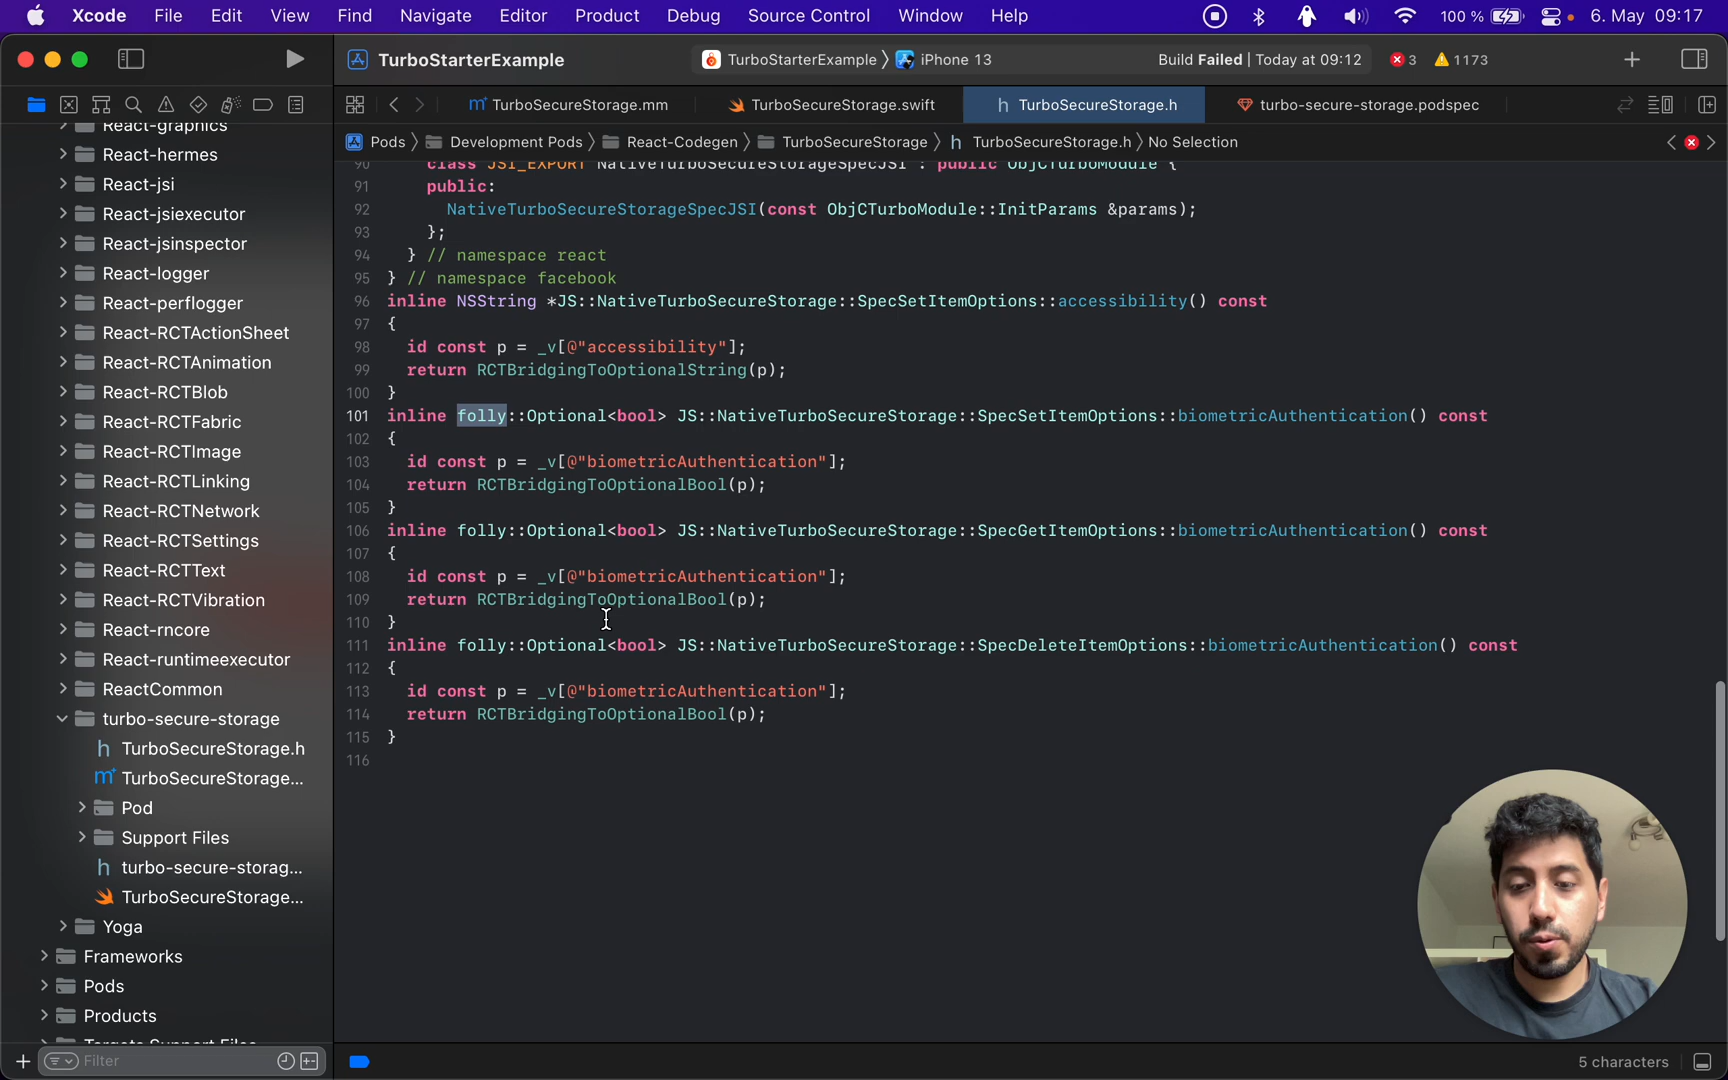 Xcode File Edit View Find Navigate Editor Product Debug Source Control Window Help 100 % 6. May 09:17
TurboStarterExample TurboStarterExample 〉 iPhone 13 Build Failed | Today at 09:12 3 1173
TurboSecureStorage.mm TurboSecureStorage.swift TurboSecureStorage.h turbo-secure-storage.podspec
Pods 〉 Development Pods 〉 React-Codegen 〉 TurboSecureStorage 〉 h TurboSecureStorage.h 〉 No Selection
React-graphics
React-hermes
React-jsi
React-jsiexecutor
React-jsinspector
React-logger
React-perflogger
React-RCTActionSheet
React-RCTAnimation
React-RCTBlob
React-RCTFabric
React-RCTImage
React-RCTLinking
React-RCTNetwork
React-RCTSettings
React-RCTText
React-RCTVibration
React-rncore
React-runtimeexecutor
ReactCommon
turbo-secure-storage
h TurboSecureStorage.h
m TurboSecureStorage...
Pod
Support Files
h turbo-secure-storag...
TurboSecureStorage...
Yoga
Frameworks
Pods
Products
Targets Support Files
Filter
90 class JSI_EXPORT NativeTurboSecureStorageSpecJSI : public ObjCTurboModule {
91 public:
92 NativeTurboSecureStorageSpecJSI(const ObjCTurboModule::InitParams &params);
93 };
94 } // namespace react
95 } // namespace facebook
96 inline NSString *JS::NativeTurboSecureStorage::SpecSetItemOptions::accessibility() const
97 {
98 id const p = _v[@"accessibility"];
99 return RCTBridgingToOptionalString(p);
100 }
101 inline folly::Optional<bool> JS::NativeTurboSecureStorage::SpecSetItemOptions::biometricAuthentication() const
102 {
103 id const p = _v[@"biometricAuthentication"];
104 return RCTBridgingToOptionalBool(p);
105 }
106 inline folly::Optional<bool> JS::NativeTurboSecureStorage::SpecGetItemOptions::biometricAuthentication() const
107 {
108 id const p = _v[@"biometricAuthentication"];
109 return RCTBridgingToOptionalBool(p);
110 }
111 inline folly::Optional<bool> JS::NativeTurboSecureStorage::SpecDeleteItemOptions::biometricAuthentication() const
112 {
113 id const p = _v[@"biometricAuthentication"];
114 return RCTBridgingToOptionalBool(p);
115 }
116
5 characters